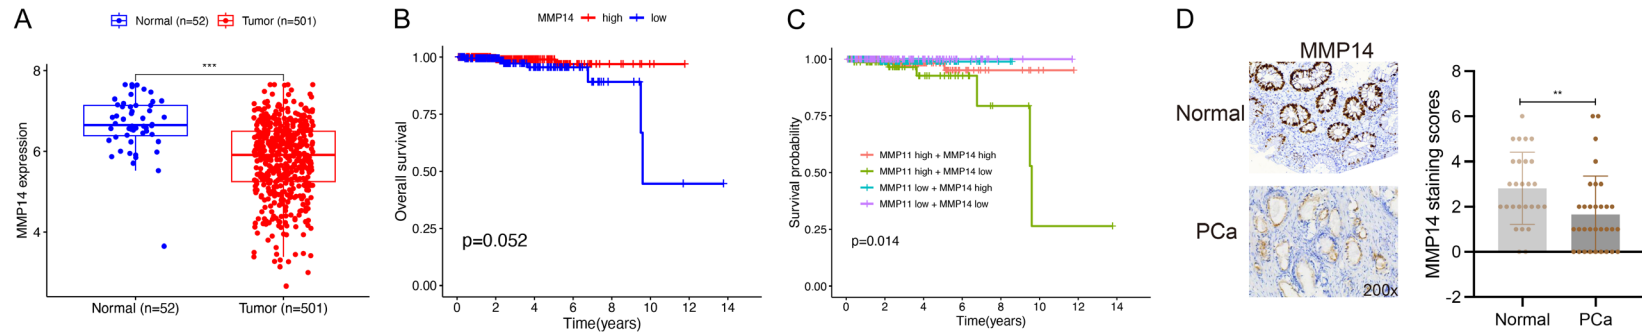 A
Normal (n=52) Tumor (n=501)
MMP14 expression
8
6
4
***
Normal (n=52) Tumor (n=501)
B
MMP14 high low
Overall survival
1.00
0.75
0.50
0.25
0.00
p=0.052
0 2 4 6 8 10 12 14
Time(years)
C
Survival probability
1.00
0.75
0.50
0.25
0.00
MMP11 high + MMP14 high
MMP11 high + MMP14 low
MMP11 low + MMP14 high
MMP11 low + MMP14 low
p=0.014
0 2 4 6 8 10 12 14
Time(years)
D
MMP14
Normal
PCa
200x
MMP14 staining scores
8
6
4
2
0
-2
**
Normal PCa